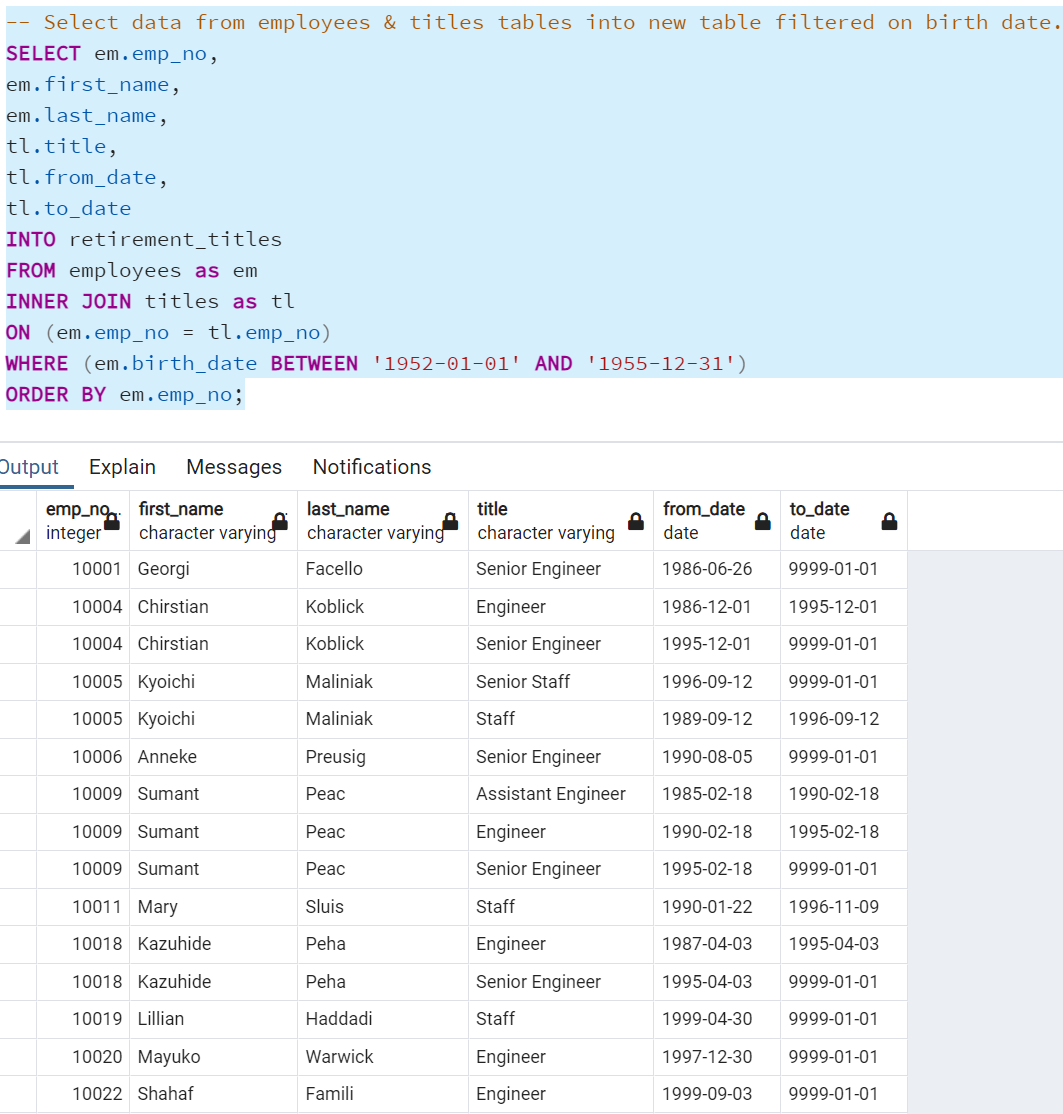 -- Select data from employees & titles tables into new table filtered on birth date.
SELECT em.emp_no,
em.first_name,
em.last_name,
tl.title,
tl.from_date,
tl.to_date
INTO retirement_titles
FROM employees as em
INNER JOIN titles as tl
ON (em.emp_no = tl.emp_no)
WHERE (em.birth_date BETWEEN '1952-01-01' AND '1955-12-31')
ORDER BY em.emp_no;
Output Explain Messages Notifications
emp_no first_name last_name title from_date to_date
integer character varying character varying character varying date date
10001 Georgi Facello Senior Engineer 1986-06-26 9999-01-01
10004 Chirstian Koblick Engineer 1986-12-01 1995-12-01
10004 Chirstian Koblick Senior Engineer 1995-12-01 9999-01-01
10005 Kyoichi Maliniak Senior Staff 1996-09-12 9999-01-01
10005 Kyoichi Maliniak Staff 1989-09-12 1996-09-12
10006 Anneke Preusig Senior Engineer 1990-08-05 9999-01-01
10009 Sumant Peac Assistant Engineer 1985-02-18 1990-02-18
10009 Sumant Peac Engineer 1990-02-18 1995-02-18
10009 Sumant Peac Senior Engineer 1995-02-18 9999-01-01
10011 Mary Sluis Staff 1990-01-22 1996-11-09
10018 Kazuhide Peha Engineer 1987-04-03 1995-04-03
10018 Kazuhide Peha Senior Engineer 1995-04-03 9999-01-01
10019 Lillian Haddadi Staff 1999-04-30 9999-01-01
10020 Mayuko Warwick Engineer 1997-12-30 9999-01-01
10022 Shahaf Famili Engineer 1999-09-03 9999-01-01